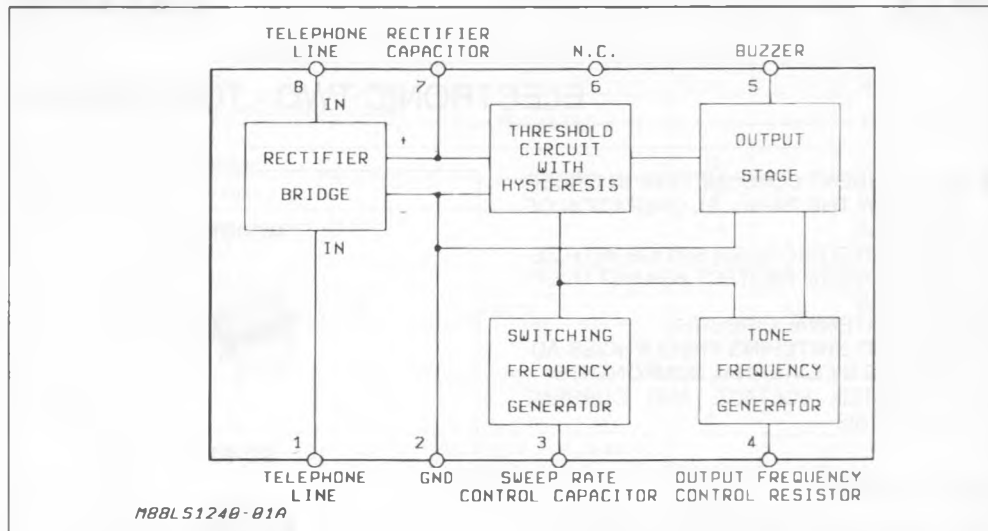 TELEPHONE LINE
RECTIFIER CAPACITOR
N.C.
BUZZER
8
7
6
5
IN
RECTIFIER
BRIDGE
+
-
IN
THRESHOLD
CIRCUIT
WITH
HYSTERESIS
OUTPUT
STAGE
SWITCHING
FREQUENCY
GENERATOR
TONE
FREQUENCY
GENERATOR
1
2
3
4
TELEPHONE
LINE
GND
SWEEP RATE
CONTROL CAPACITOR
OUTPUT FREQUENCY
CONTROL RESISTOR
M88LS1240-01A